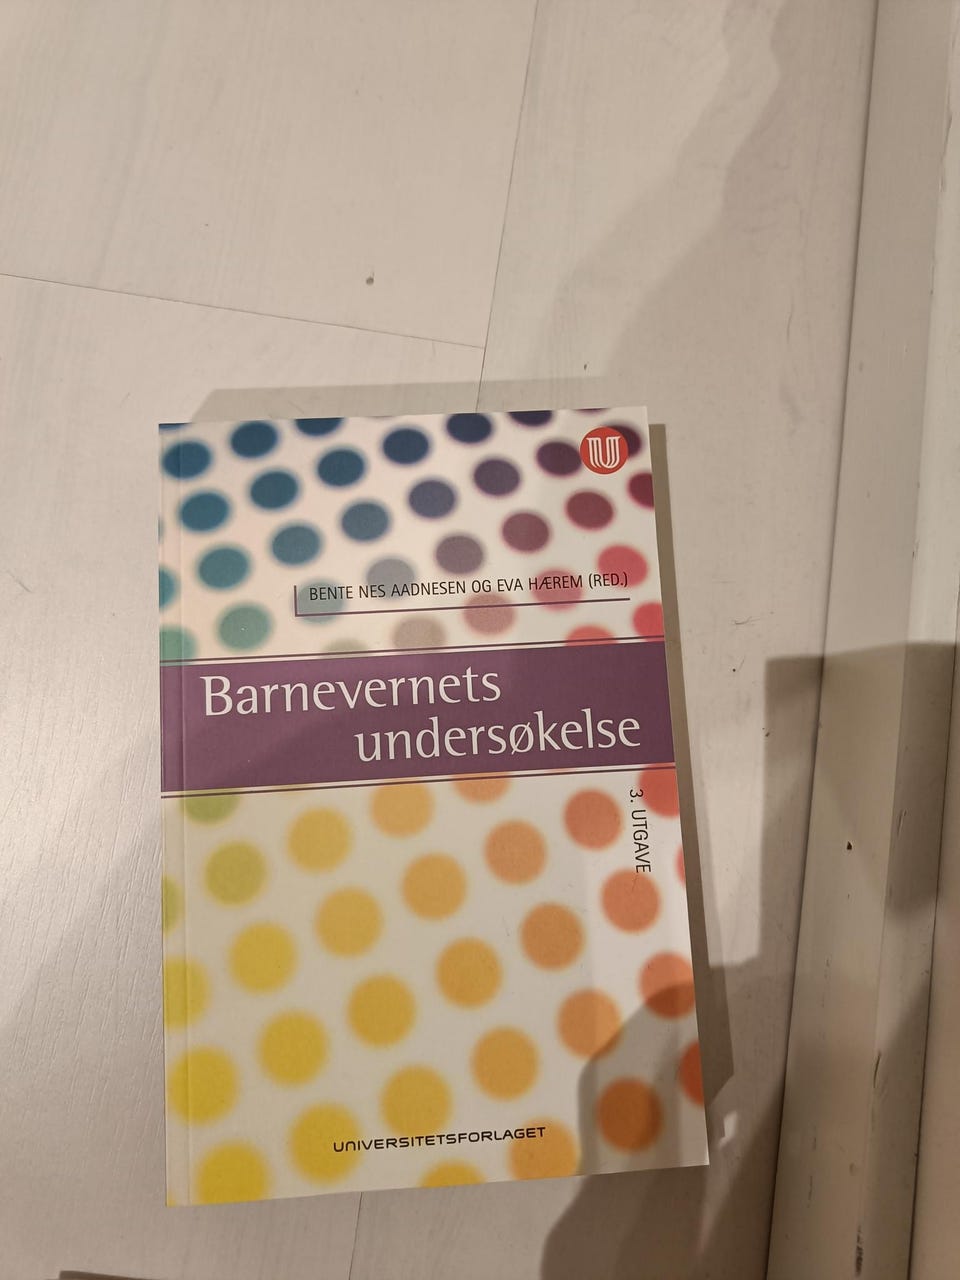 U
BENTE NES AADNESEN OG EVA HÆREM (RED.)
Barnevernets
undersøkelse
3. UTGAVE
UNIVERSITETSFORLAGET